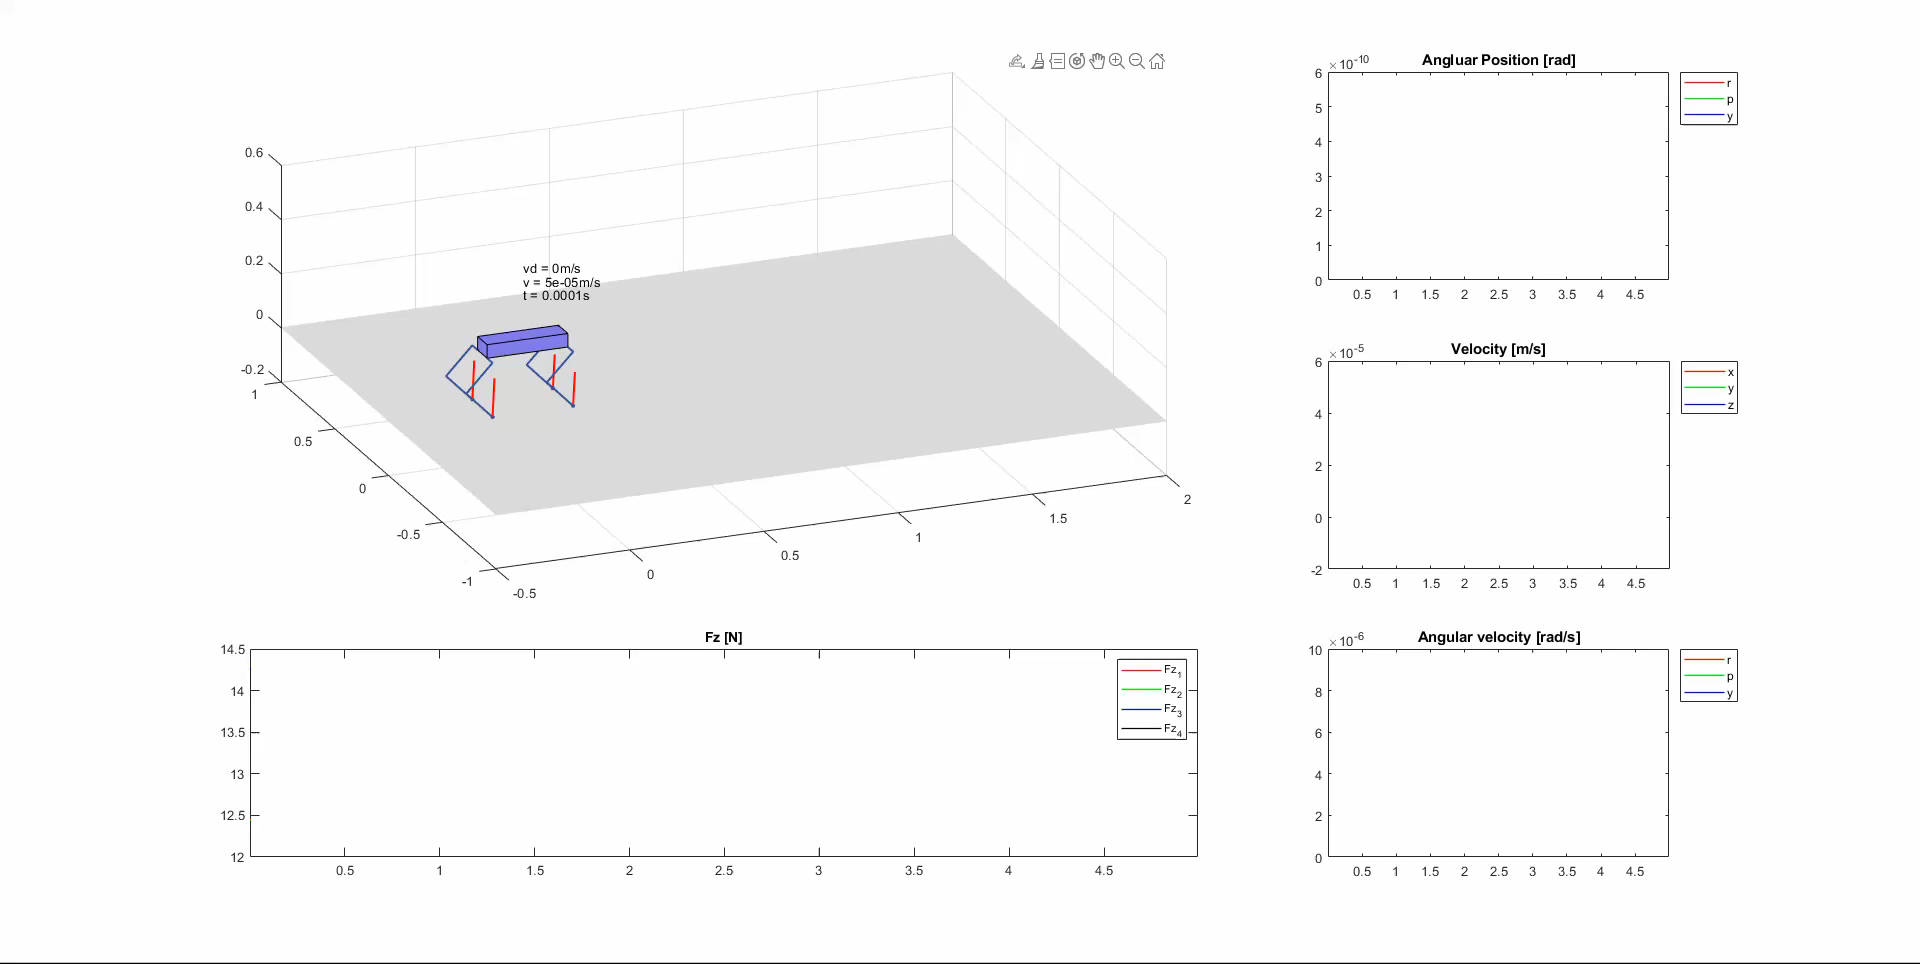 0.6
0.4
0.2
0
-0.2
1
0.5
0
-0.5
-1
-0.5
0
0.5
1
1.5
2
vd = 0m/s
v = 5e-05m/s
t = 0.0001s
Angluar Position [rad]
×10-10
6
5
4
3
2
1
0
0.5 1 1.5 2 2.5 3 3.5 4 4.5
r
p
y
Velocity [m/s]
×10-5
6
4
2
0
-2
0.5 1 1.5 2 2.5 3 3.5 4 4.5
x
y
z
Fz [N]
14.5
14
13.5
13
12.5
12
0.5 1 1.5 2 2.5 3 3.5 4 4.5
Fz1
Fz2
Fz3
Fz4
Angular velocity [rad/s]
×10-6
10
8
6
4
2
0
0.5 1 1.5 2 2.5 3 3.5 4 4.5
r
p
y